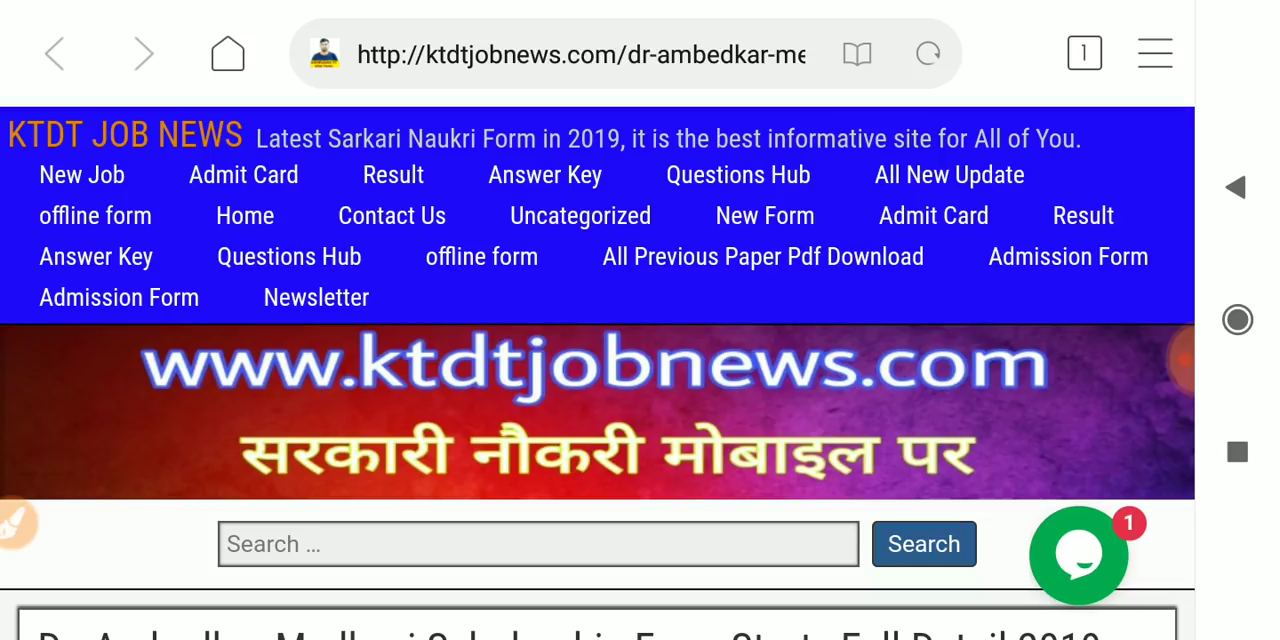 http://ktdtjobnews.com/dr-ambedkar-me
1
KTDT JOB NEWS Latest Sarkari Naukri Form in 2019, it is the best informative site for All of You.
New Job Admit Card Result Answer Key Questions Hub All New Update
offline form Home Contact Us Uncategorized New Form Admit Card Result
Answer Key Questions Hub offline form All Previous Paper Pdf Download Admission Form
Admission Form Newsletter
www.ktdtjobnews.com
सरकारी नौकरी मोबाइल पर
Search ... Search
1